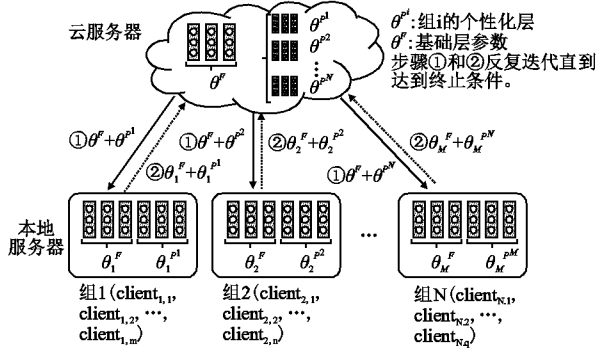 云服务器
θ^F
θ^{P1}
θ^{P2}
⋮
θ^{PN}
θ^{Pi}:组i的个性化层
θ^F:基础层参数
步骤①和②反复迭代直到
达到终止条件。
①θ^F+θ^{P1}
②θ_1^F+θ_1^{P1}
①θ^F+θ^{P2}
②θ_2^F+θ_2^{P2}
①θ^F+θ^{PN}
②θ_M^F+θ_M^{PN}
本地
服务器
θ_1^F θ_1^{P1}
θ_2^F θ_2^{P2}
…
θ_M^F θ_M^{PM}
组1(client_{1,1},
client_{1,2}, …,
client_{1,m})
组2(client_{2,1},
client_{2,2}, …,
client_{2,n})
组N(client_{N,1},
client_{N,2}, …,
client_{N,q})